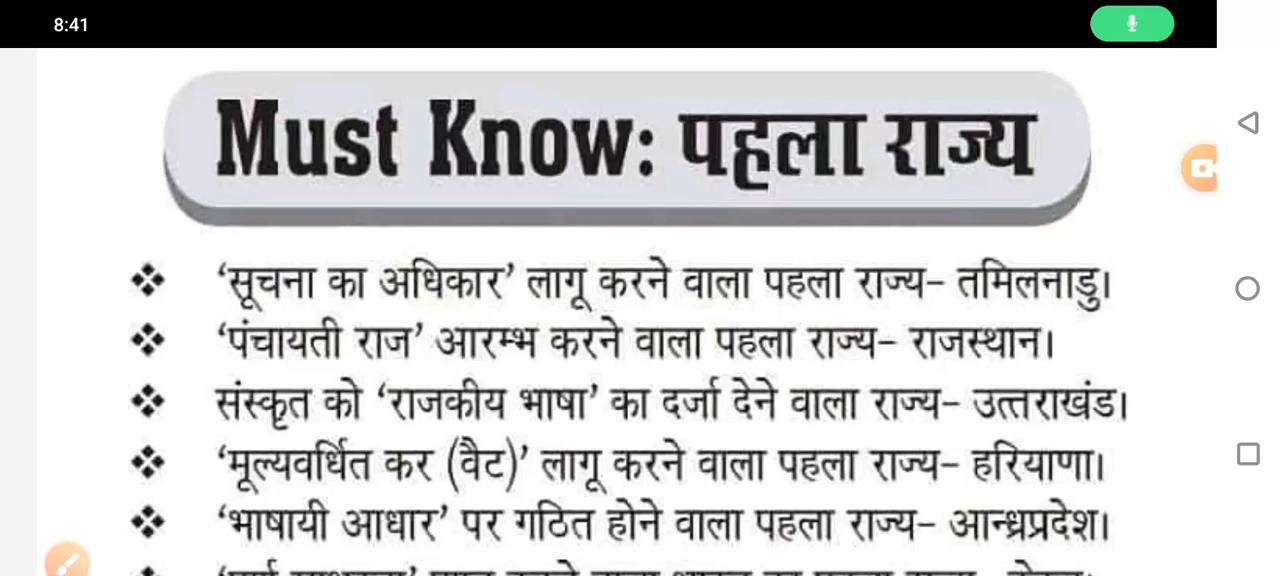 8:41
Must Know: पहला राज्य
❖ ‘सूचना का अधिकार’ लागू करने वाला पहला राज्य– तमिलनाडु।
❖ ‘पंचायती राज’ आरम्भ करने वाला पहला राज्य– राजस्थान।
❖ संस्कृत को ‘राजकीय भाषा’ का दर्जा देने वाला राज्य– उत्तराखंड।
❖ ‘मूल्यवर्धित कर (वैट)’ लागू करने वाला पहला राज्य– हरियाणा।
❖ ‘भाषायी आधार’ पर गठित होने वाला पहला राज्य– आन्ध्रप्रदेश।